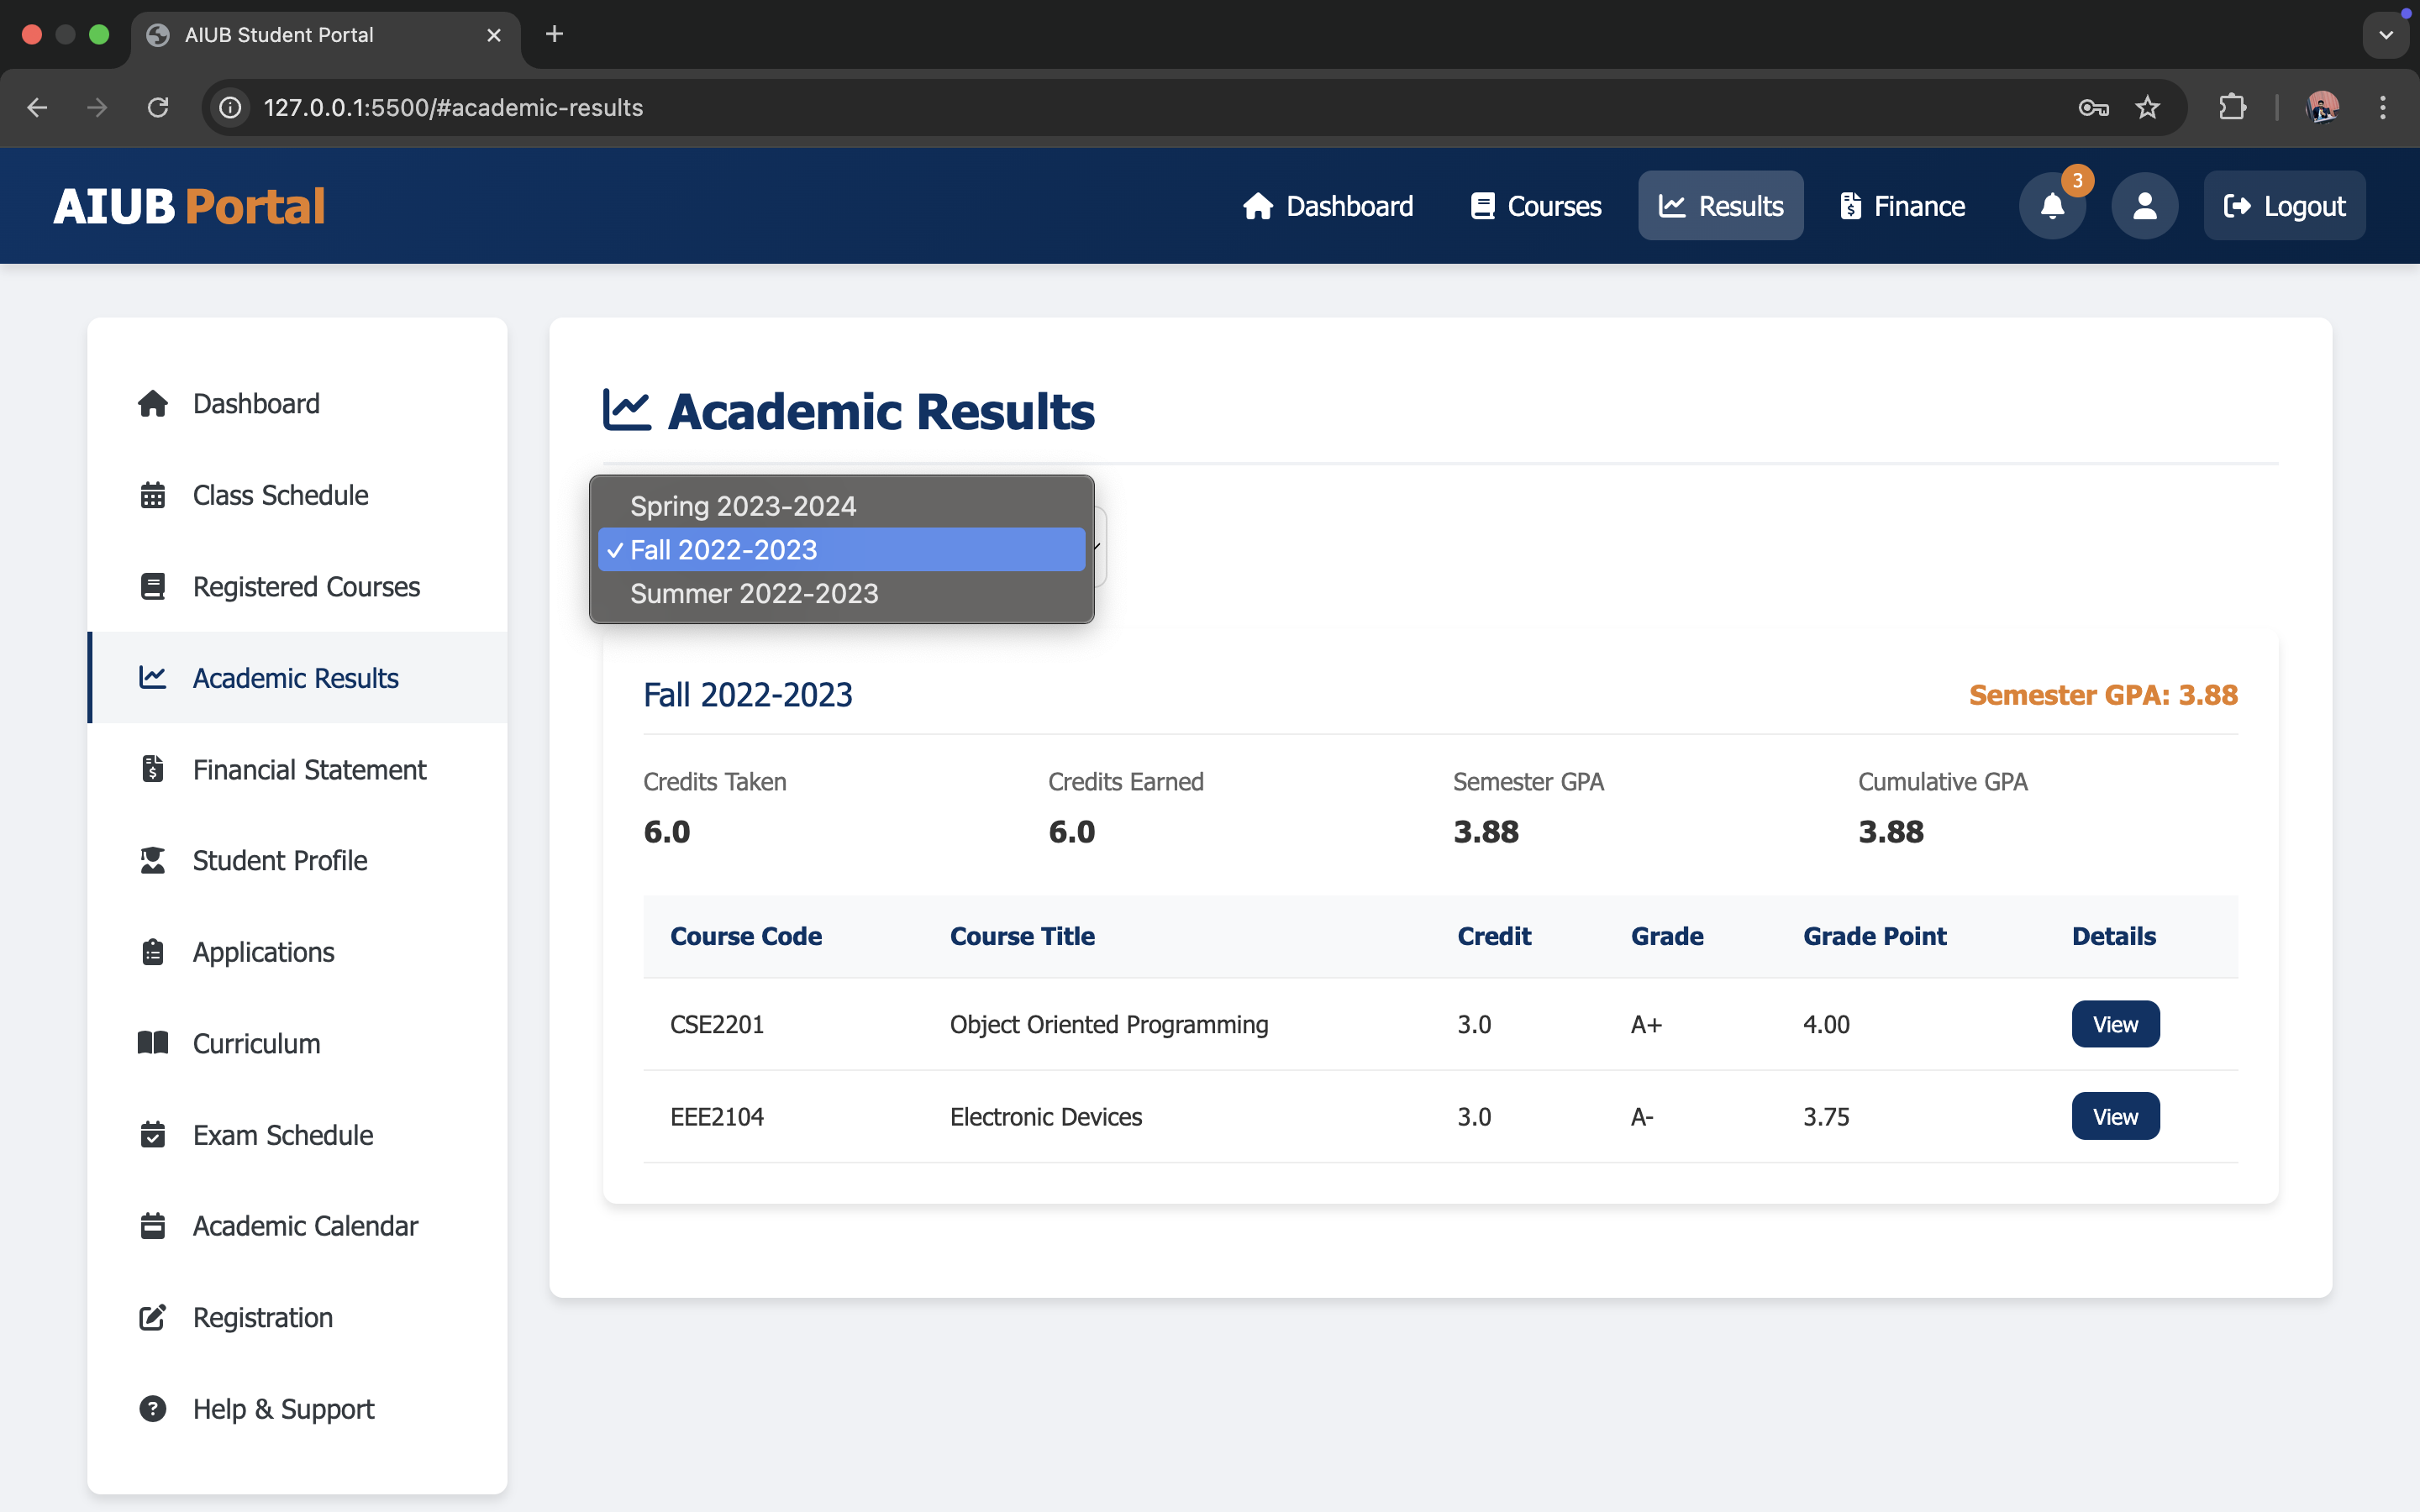 AIUB Student Portal
127.0.0.1:5500/#academic-results
AIUB Portal
Dashboard
Courses
Results
Finance
3
Logout
Dashboard
Class Schedule
Registered Courses
Academic Results
Financial Statement
Student Profile
Applications
Curriculum
Exam Schedule
Academic Calendar
Registration
Help & Support
Academic Results
Spring 2023-2024
✓ Fall 2022-2023
Summer 2022-2023
Fall 2022-2023
Semester GPA: 3.88
Credits Taken
6.0
Credits Earned
6.0
Semester GPA
3.88
Cumulative GPA
3.88
Course Code Course Title Credit Grade Grade Point Details
CSE2201 Object Oriented Programming 3.0 A+ 4.00 View
EEE2104 Electronic Devices 3.0 A- 3.75 View